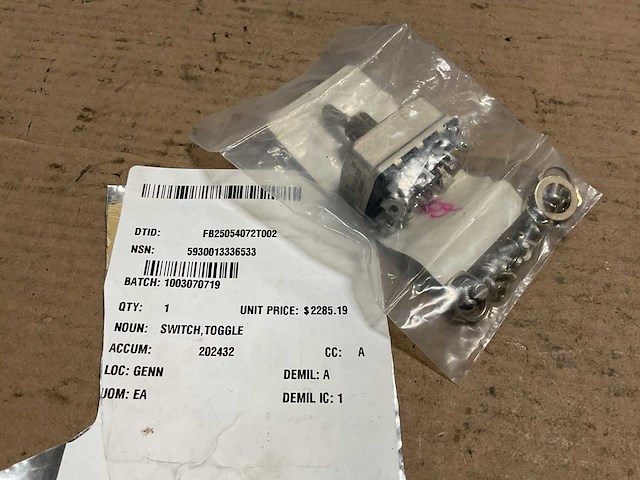 DTID: FB25054072T002
NSN: 5930013336533
BATCH: 1003070719
QTY: 1 UNIT PRICE: $2285.19
NOUN: SWITCH,TOGGLE
ACCUM: 202432 CC: A
LOC: GENN DEMIL: A
UOM: EA DEMIL IC: 1